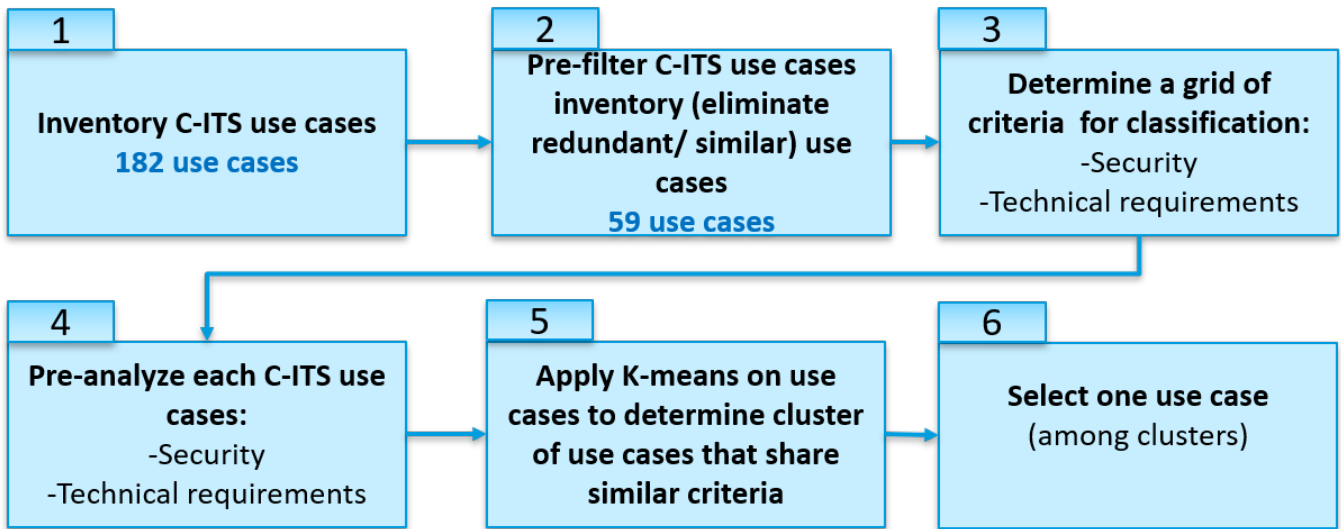 1
Inventory C-ITS use cases
182 use cases
2
Pre-filter C-ITS use cases
inventory (eliminate
redundant/ similar) use
cases
59 use cases
3
Determine a grid of
criteria for classification:
-Security
-Technical requirements
4
Pre-analyze each C-ITS use
cases:
-Security
-Technical requirements
5
Apply K-means on use
cases to determine cluster
of use cases that share
similar criteria
6
Select one use case
(among clusters)